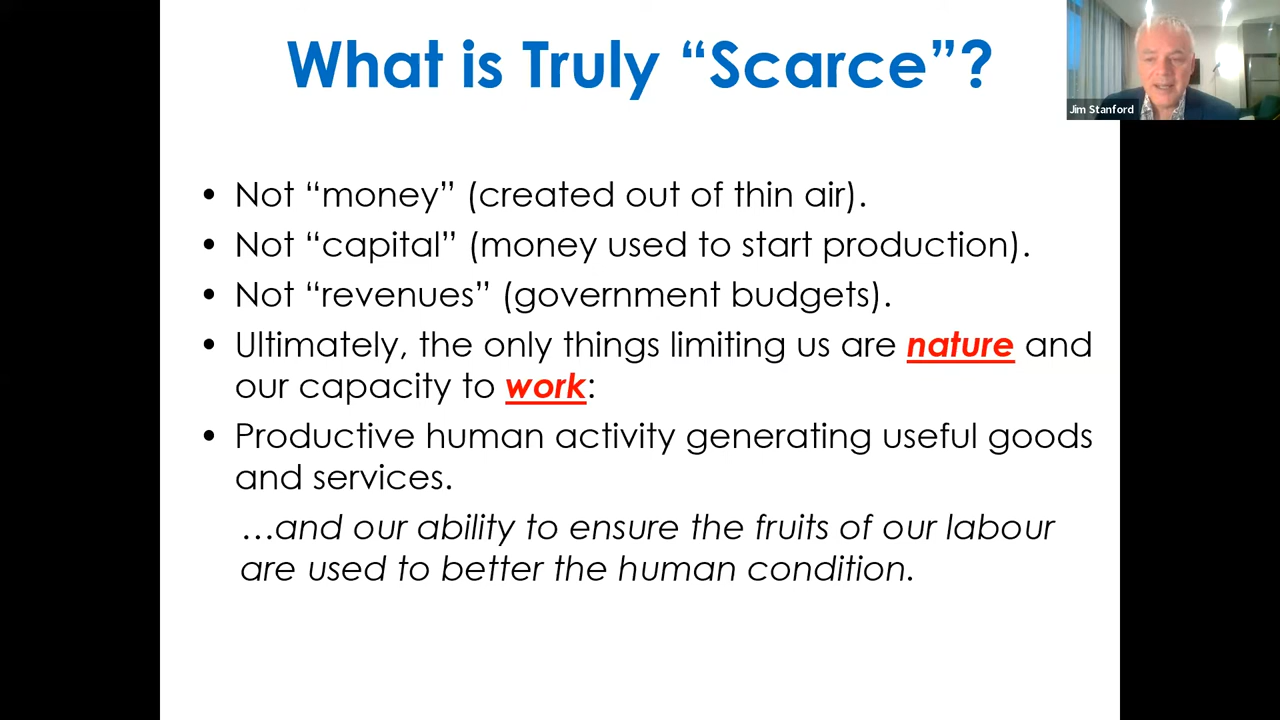 What is Truly “Scarce”?
Jim Stanford
• Not “money” (created out of thin air).
• Not “capital” (money used to start production).
• Not “revenues” (government budgets).
• Ultimately, the only things limiting us are nature and
our capacity to work:
• Productive human activity generating useful goods
and services.
…and our ability to ensure the fruits of our labour
are used to better the human condition.